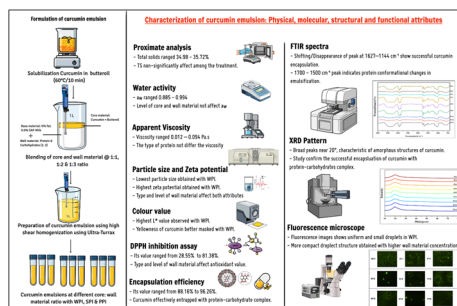 Formulation of curcumin emulsion
Solubilization Curcumin in butteroil
(60°C/10 min)
Core material:
Curcumin + Butteroil
Wall material: Protein &
Blending of core and wall material @ 1:1,
1:2 & 1:3 ratio
Preparation of curcumin emulsion using high
shear homogenization using Ultra-Turrax
Curcumin emulsions at different core: wall
material ratio with WPI, SPI & PPI
Characterization of curcumin emulsion: Physical, molecular, structural and functional attributes
Proximate analysis
- Total solids ranged 34.98 – 35.72%
- TS non-significantly affect among the treatment.
Water activity
- aw ranged 0.885 – 0.994
- Level of core and wall material not affect aw
Apparent Viscosity
- Viscosity ranged 0.012 – 0.054 Pa.s
- The type of protein not differ the viscosity
Particle size and Zeta potential
- Lowest particle size obtained with WPI.
- Highest zeta potential obtained with WPI.
- Type and level of wall material affect both attributes
Colour value
- Highest L* value observed with WPI.
- Yellowness of curcumin better masked with WPI.
DPPH inhibition assay
- Its value ranged from 28.55% to 81.38%.
- Type and level of wall material affect antioxidant value.
Encapsulation efficiency
- Its value ranged from 88.16% to 96.26%.
- Curcumin effectively entrapped with protein-carbohydrate complex.
FTIR spectra
- Shifting/Disappearance of peak at 1627–1144 cm⁻¹ show successful curcumin
encapsulation.
- 1700 – 1500 cm⁻¹ peak indicates protein conformational changes in
emulsification.
XRD Pattern
- Broad peaks near 20°, characteristic of amorphous structures of curcumin.
- Study confirm the successful encapsulation of curcumin with
protein-carbohydrate complex.
Fluorescence microscope
- Fluorescence images shows uniform and small droplets in WPI.
- More compact droplet structure obtained with higher wall material concentration